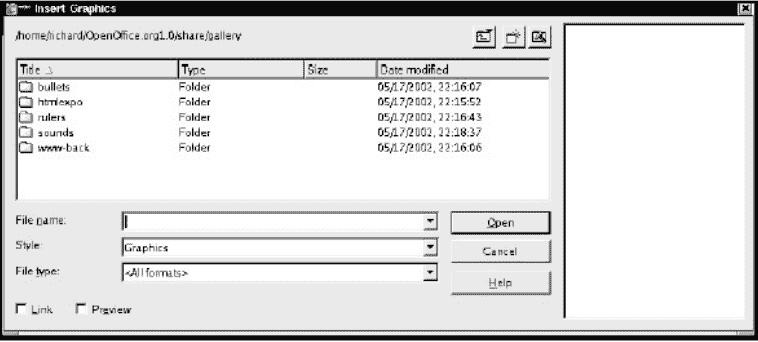 Insert Graphics
/home/richard/OpenOffice.org1.0/share/gallery
Title Type Size Date modified
bullets Folder 05/17/2002, 22:16:07
htmlexpo Folder 05/17/2002, 22:15:52
rulers Folder 05/17/2002, 22:16:43
sounds Folder 05/17/2002, 22:18:37
www-back Folder 05/17/2002, 22:16:06
File name: Open
Style: Graphics Cancel
File type: <All formats> Help
Link Preview